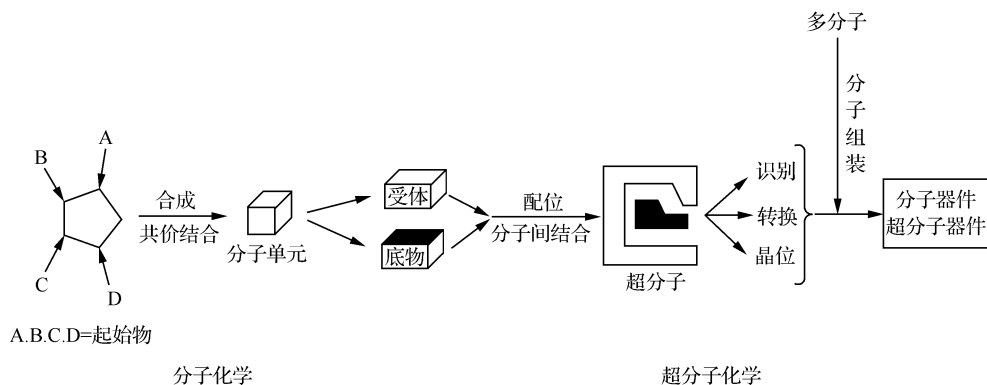 多分子
分子组装
A
B
C
D
合成
共价结合
分子单元
受体
底物
配位
分子间结合
超分子
识别
转换
晶位
分子器件
超分子器件
A.B.C.D=起始物
分子化学
超分子化学